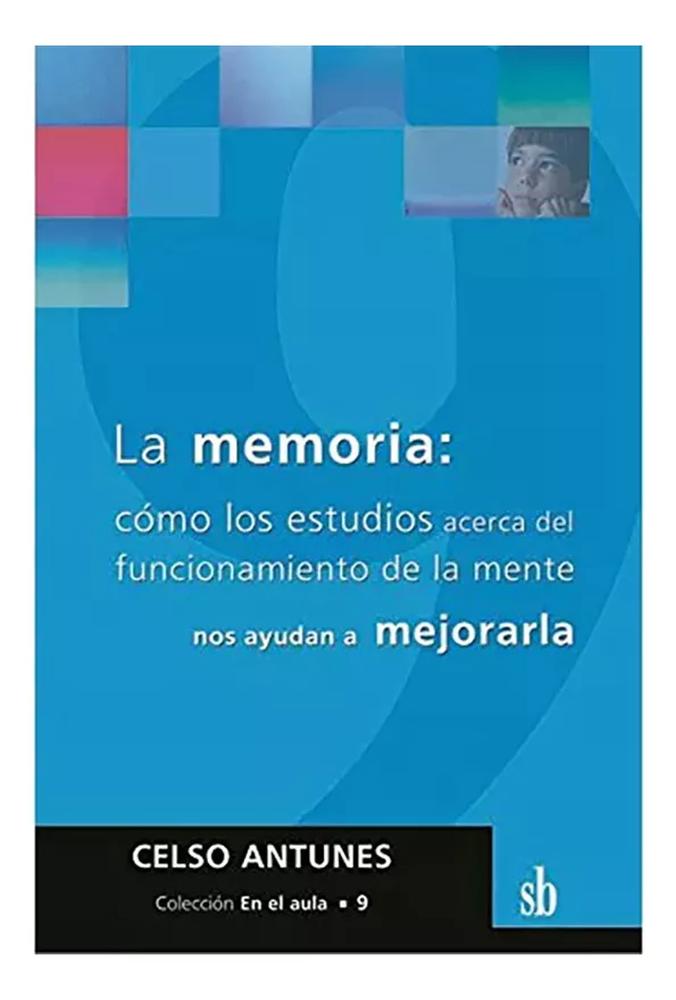 La memoria:
cómo los estudios acerca del
funcionamiento de la mente
nos ayudan a mejorarla
CELSO ANTUNES
Colección En el aula ▪ 9
sb